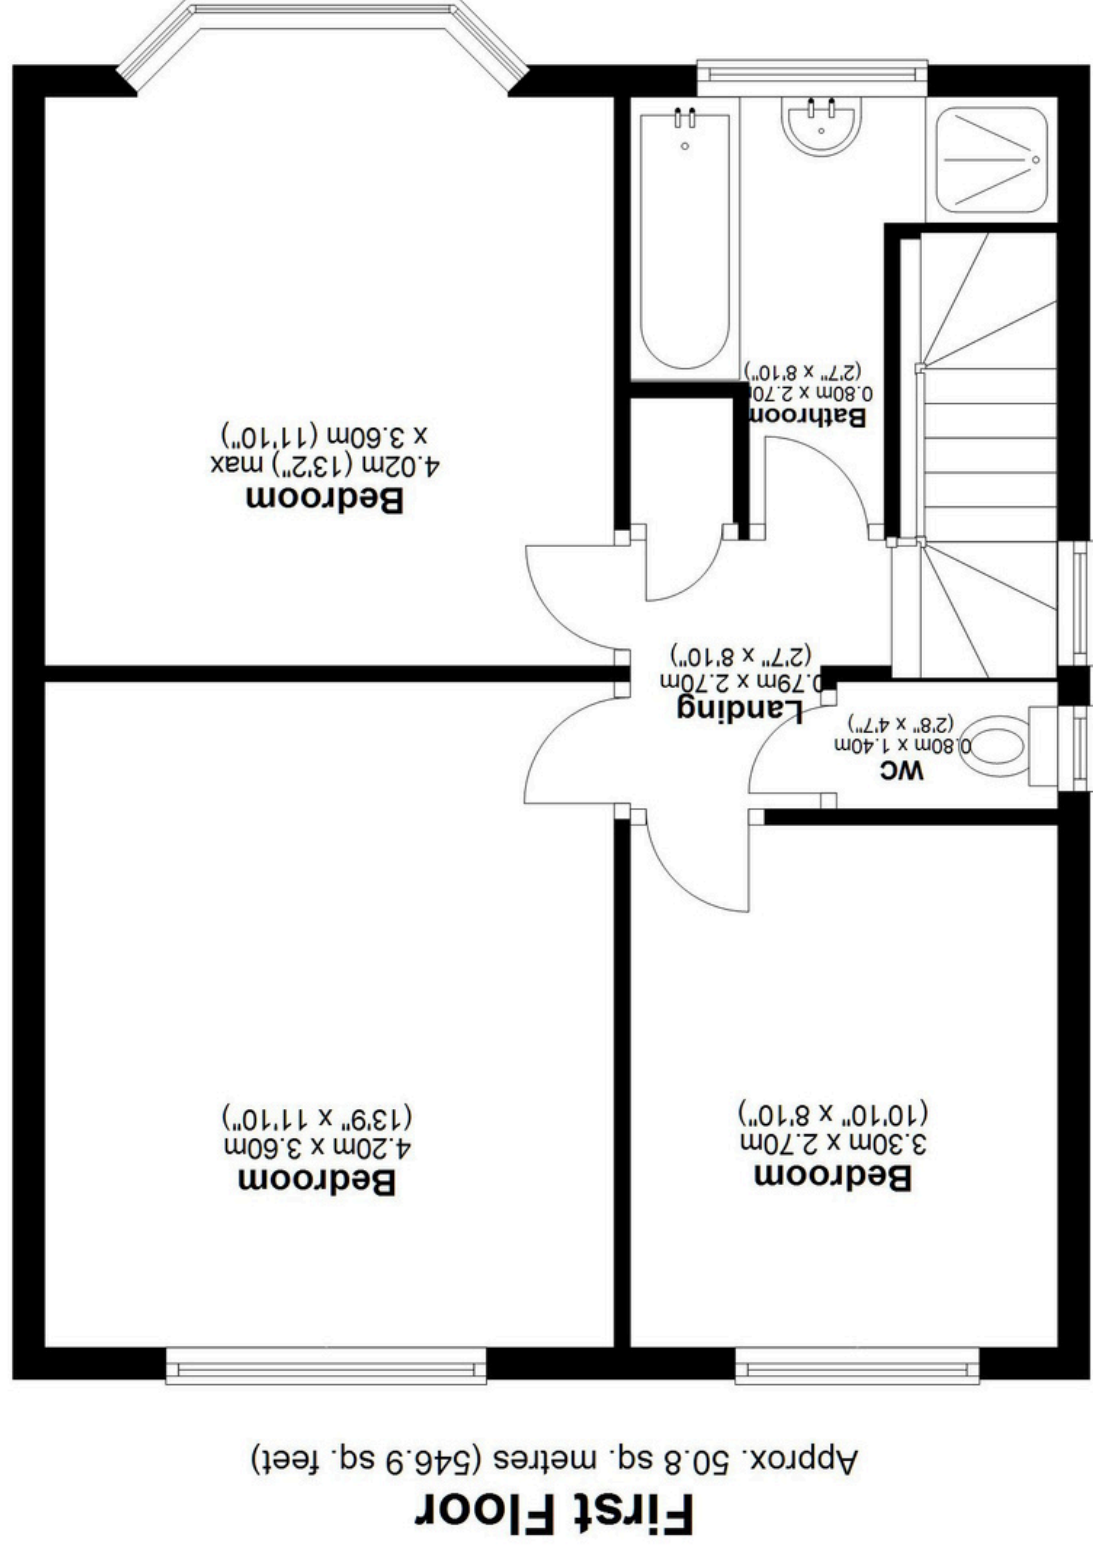 First Floor
Approx. 50.8 sq. metres (546.9 sq. feet)
Bedroom
3.30m x 2.70m
(10'10" x 8'10")
Bedroom
4.20m x 3.60m
(13'9" x 11'10")
WC
0.80m x 1.40m
(2'8" x 4'7")
Landing
0.79m x 2.70m
(2'7" x 8'10")
Bedroom
4.02m (13'2") max
x 3.60m (11'10")
Bathroom
0.80m x 2.70m
(2'7" x 8'10")